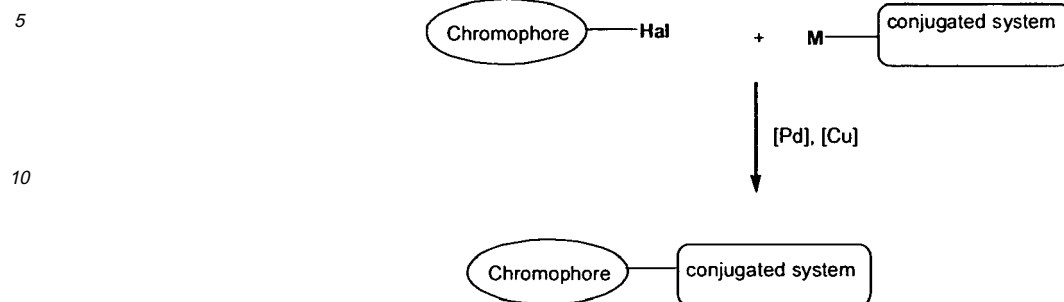 5
Chromophore Hal + M conjugated system
[Pd], [Cu]
10
Chromophore conjugated system